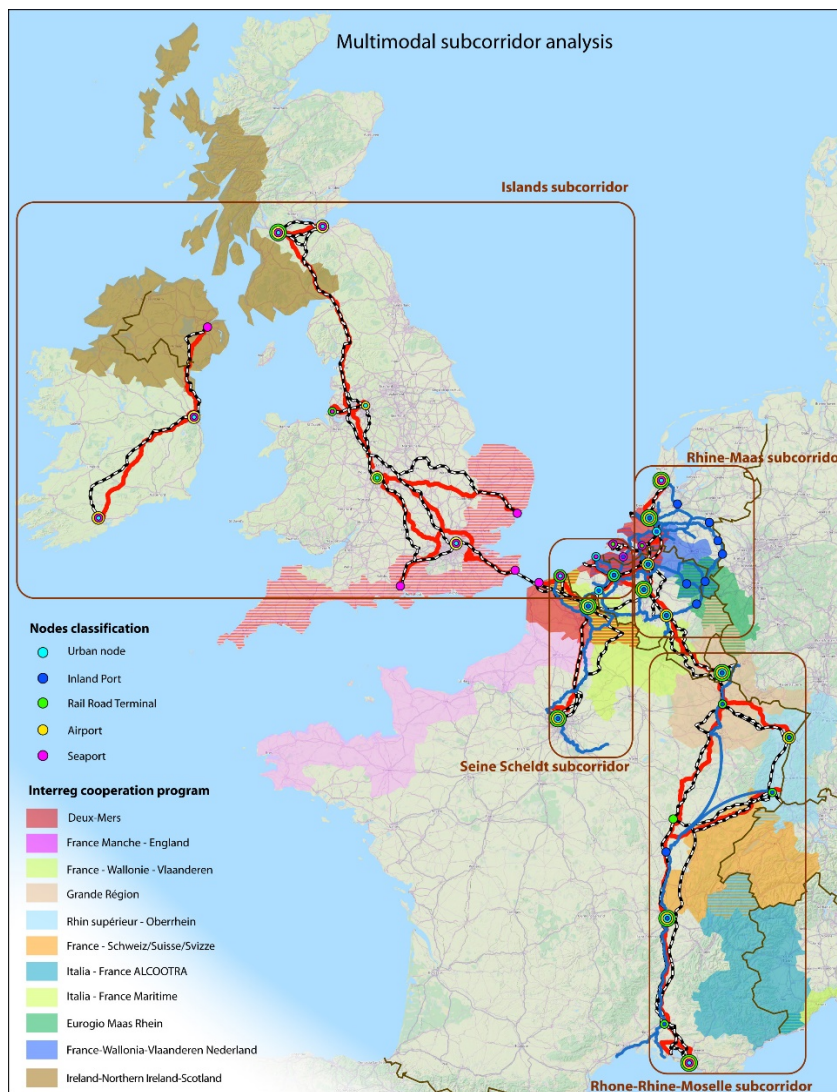 Multimodal subcorridor analysis
Islands subcorridor
Rhine-Maas subcorrido
Seine Scheldt subcorridor
Rhone-Rhine-Moselle subcorridor
Nodes classification
Urban node
Inland Port
Rail Road Terminal
Airport
Seaport
Interreg cooperation program
Deux-Mers
France Manche - England
France - Wallonie - Vlaanderen
Grande Région
Rhin supérieur - Oberrhein
France - Schweiz/Suisse/Svizze
Italia - France ALCOOTRA
Italia - France Maritime
Eurogio Maas Rhein
France-Wallonia-Vlaanderen Nederland
Ireland-Northern Ireland-Scotland